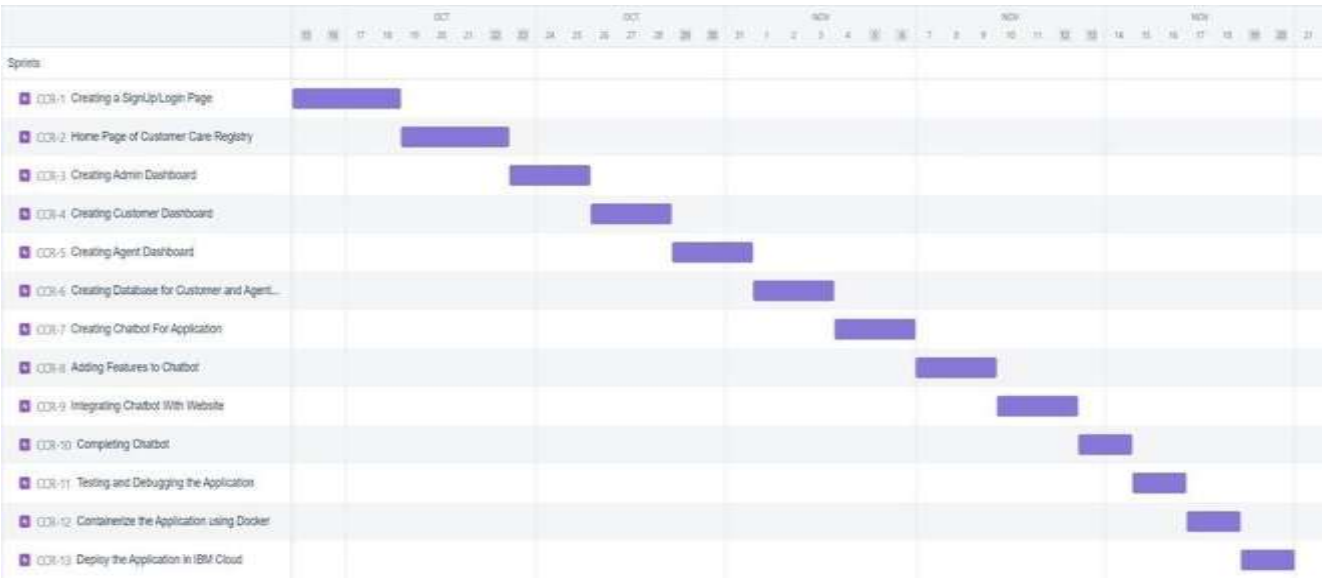 OCT OCT NOV NOV NOV
15 16 17 18 19 20 21 22 23 24 25 26 27 28 29 30 31 1 2 3 4 5 6 7 8 9 10 11 12 13 14 15 16 17 18 19 20 21
Sprints
CCR-1 Creating a SignUp/Login Page
CCR-2 Home Page of Customer Care Registry
CCR-3 Creating Admin Dashboard
CCR-4 Creating Customer Dashboard
CCR-5 Creating Agent Dashboard
CCR-6 Creating Database for Customer and Agent...
CCR-7 Creating Chatbot For Application
CCR-8 Adding Features to Chatbot
CCR-9 Integrating Chatbot With Website
CCR-10 Completing Chatbot
CCR-11 Testing and Debugging the Application
CCR-12 Containerize the Application using Docker
CCR-13 Deploy the Application in IBM Cloud